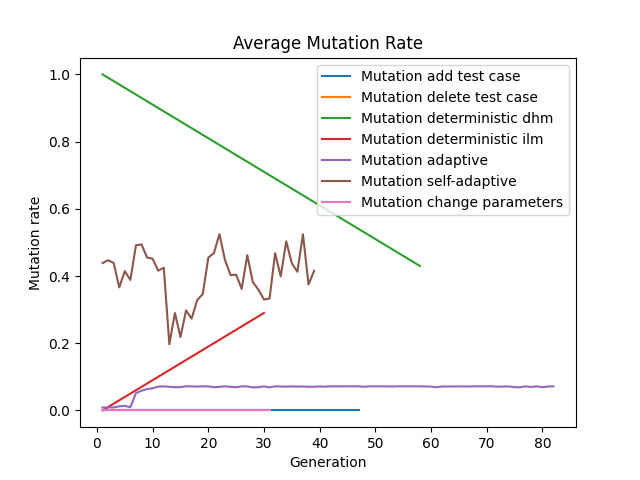 Average Mutation Rate
1.0
0.8
0.6
0.4
0.2
0.0
Mutation rate
Mutation add test case
Mutation delete test case
Mutation deterministic dhm
Mutation deterministic ilm
Mutation adaptive
Mutation self-adaptive
Mutation change parameters
0 10 20 30 40 50 60 70 80
Generation